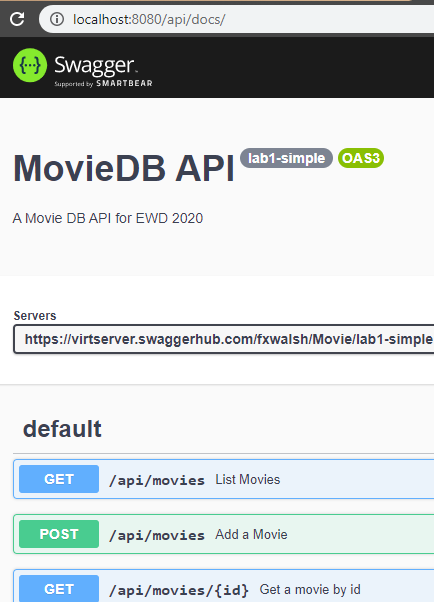 localhost:8080/api/docs/
Swagger
Supported by SMARTBEAR
MovieDB API lab1-simple OAS3
A Movie DB API for EWD 2020
Servers
https://virtserver.swaggerhub.com/fxwalsh/Movie/lab1-simple
default
GET /api/movies List Movies
POST /api/movies Add a Movie
GET /api/movies/{id} Get a movie by id